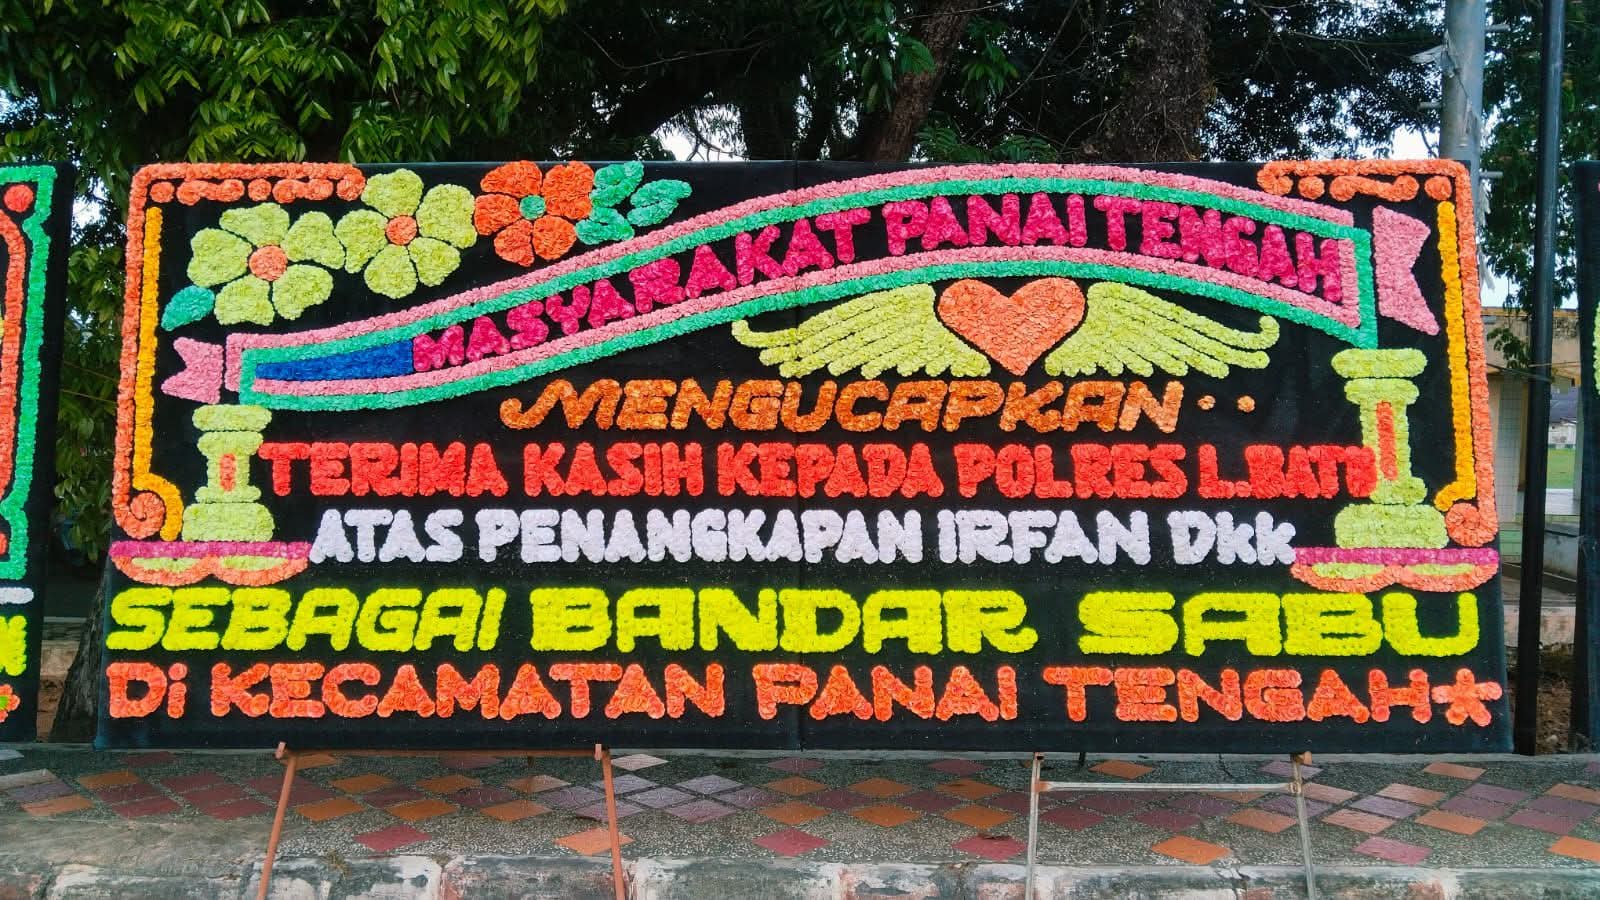 MASYARAKAT PANAI TENGAH
MENGUCAPKAN..
TERIMA KASIH KEPADA POLRES L.BATU
ATAS PENANGKAPAN IRFAN Dkk
SEBAGAI BANDAR SABU
Di KECAMATAN PANAI TENGAH*